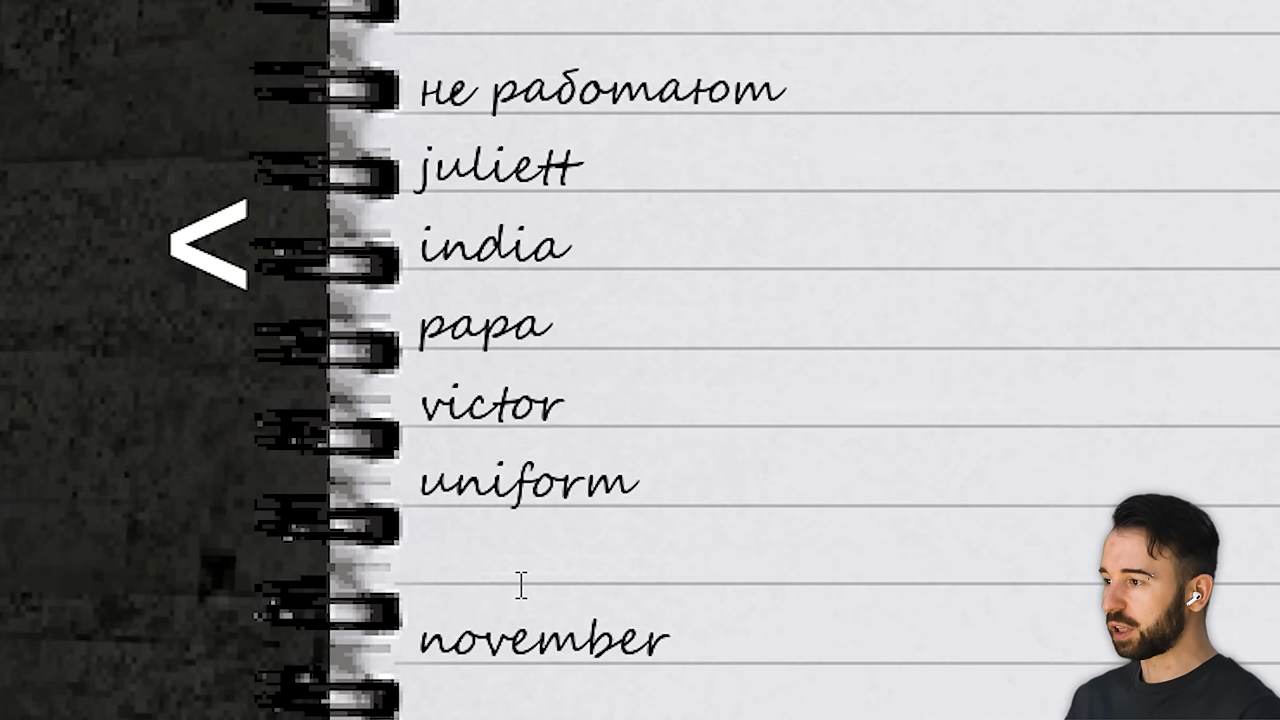 <
не работают
juliett
india
papa
victor
uniform
november